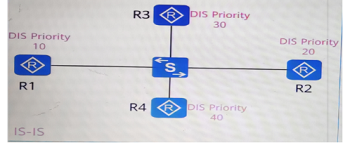 R3
DIS Priority
30
DIS Priority
10
R
R
DIS Priority
20
R
S
R
R1
R2
R4
DIS Priority
40
IS-IS